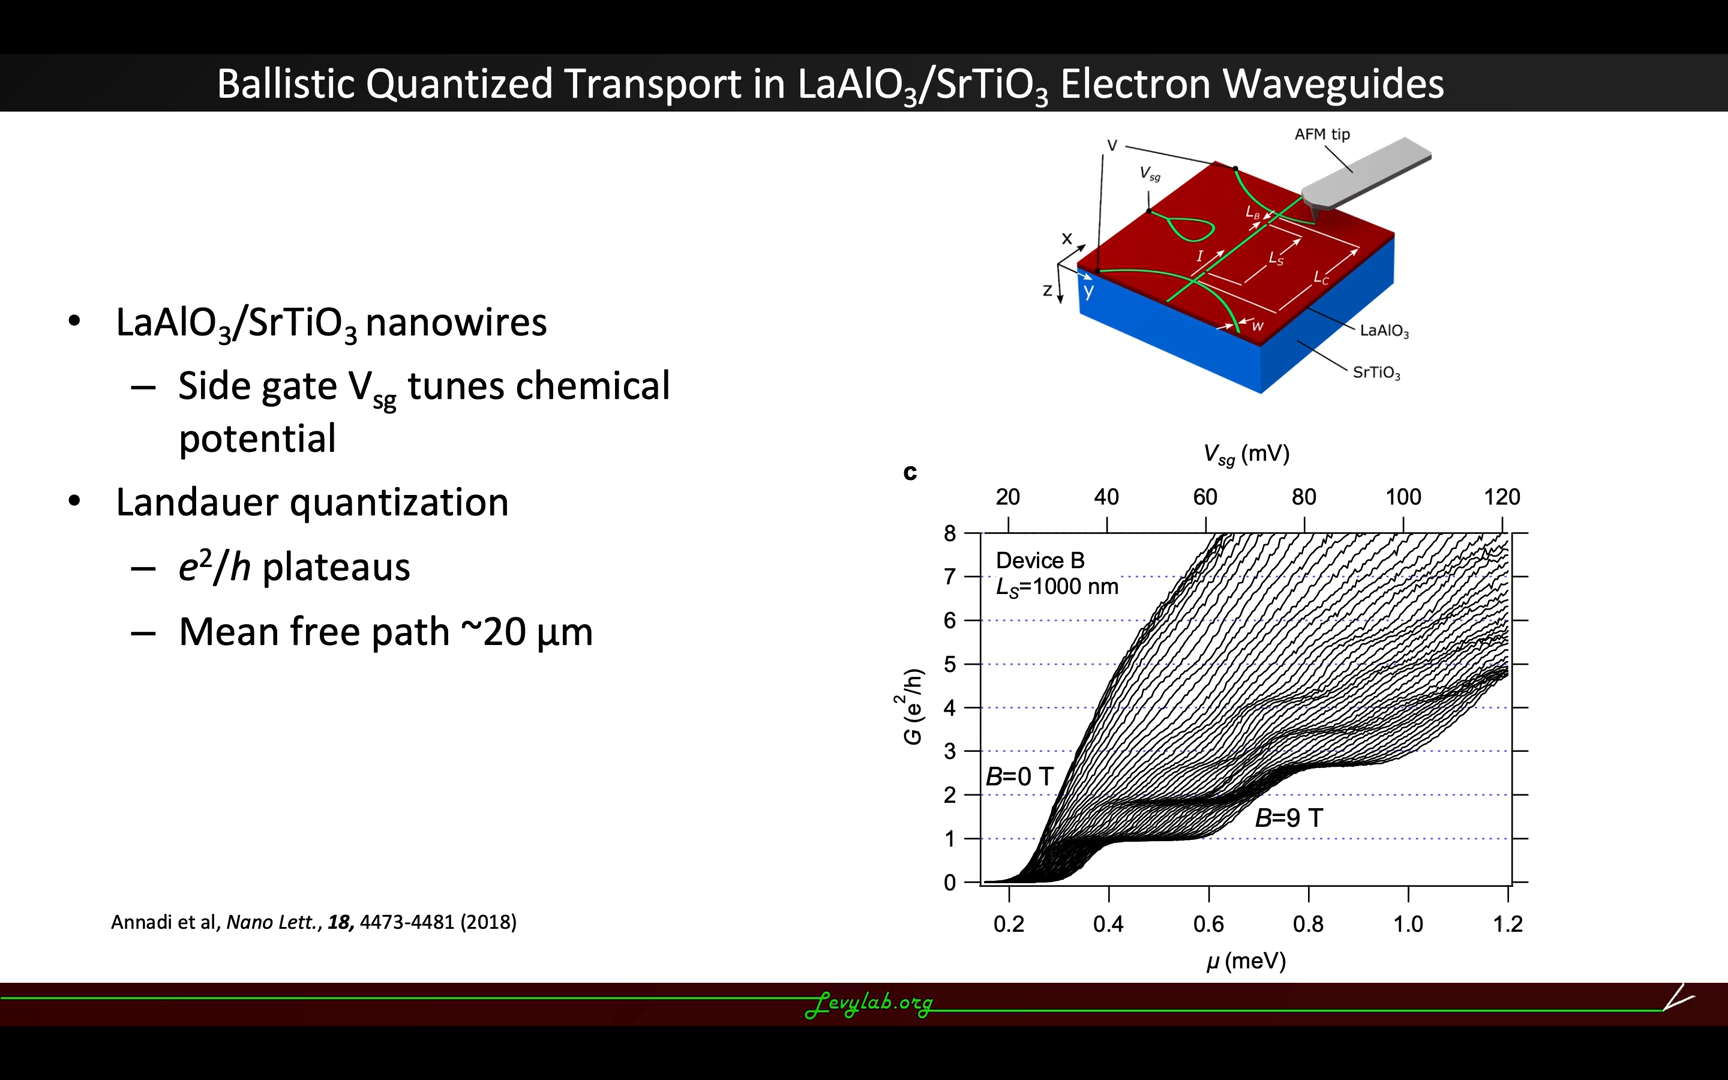 Ballistic Quantized Transport in LaAlO₃/SrTiO₃ Electron Waveguides
• LaAlO₃/SrTiO₃ nanowires
– Side gate Vsg tunes chemical
potential
• Landauer quantization
– e²/h plateaus
– Mean free path ~20 µm
Annadi et al, Nano Lett., 18, 4473-4481 (2018)
AFM tip
V
Vsg
LB
x
I
LS
LC
z
y
w
LaAlO₃
SrTiO₃
Vsg (mV)
c
20 40 60 80 100 120
8
Device B
LS=1000 nm
7
6
5
4
3
2
1
0
G (e²/h)
B=0 T
B=9 T
0.2 0.4 0.6 0.8 1.0 1.2
µ (meV)
Levylab.org